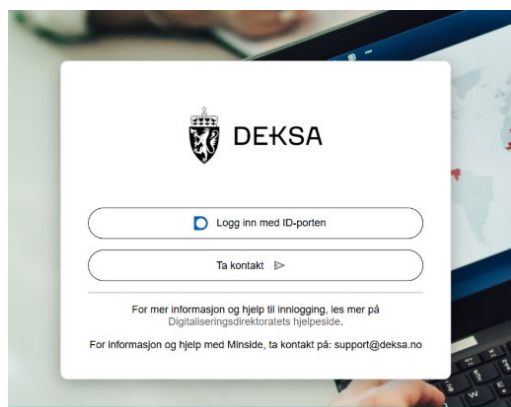 DEKSA
Logg inn med ID-porten
Ta kontakt
For mer informasjon og hjelp til innlogging, les mer på
Digitaliseringsdirektoratets hjelpeside.
For informasjon og hjelp med Minside, ta kontakt på: support@deksa.no